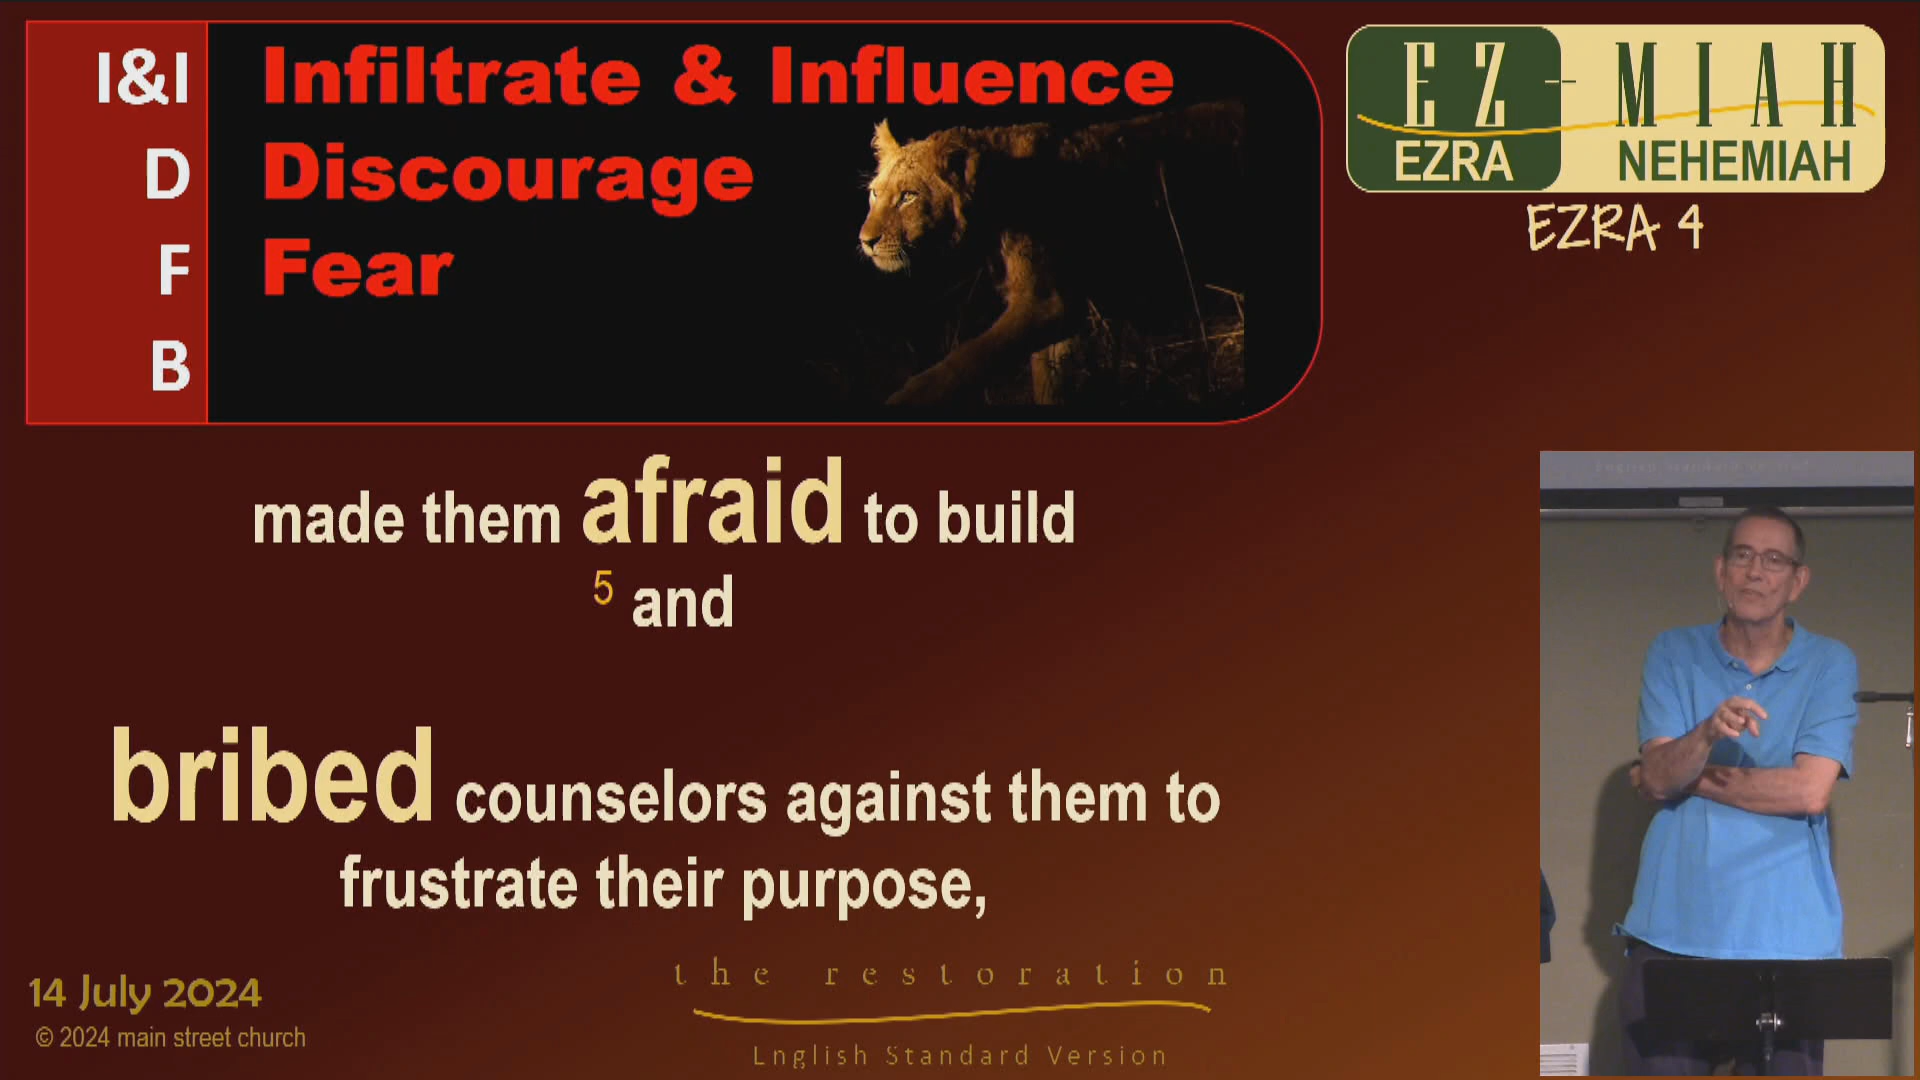 I&I Infiltrate & Influence
D Discourage
F Fear
B
EZ-MIAH
EZRA NEHEMIAH
EZRA 4
made them afraid to build
5 and
bribed counselors against them to
frustrate their purpose,
14 July 2024
© 2024 main street church
the restoration
English Standard Version